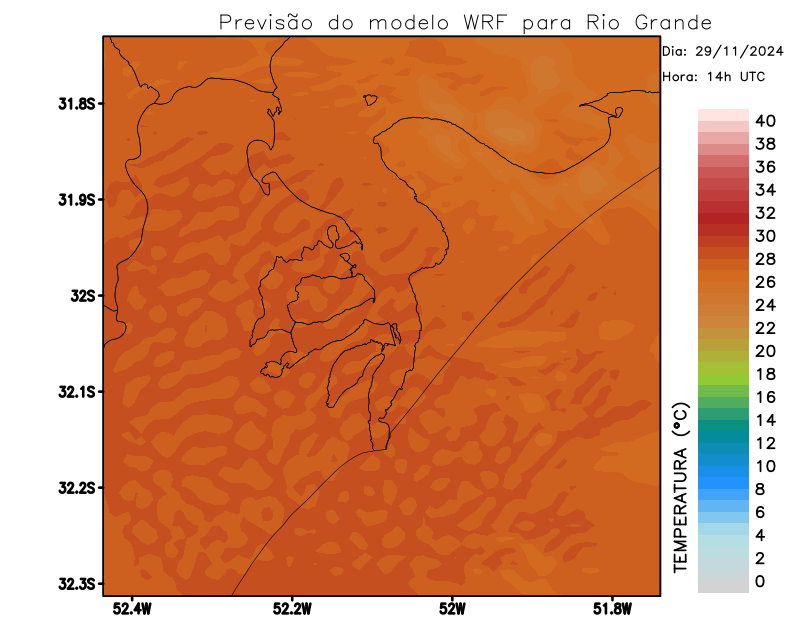 Previsão do modelo WRF para Rio Grande
Dia: 29/11/2024
Hora: 14h UTC
31.8S
31.9S
32S
32.1S
32.2S
32.3S
52.4W
52.2W
52W
51.8W
TEMPERATURA (°C)
40
38
36
34
32
30
28
26
24
22
20
18
16
14
12
10
8
6
4
2
0